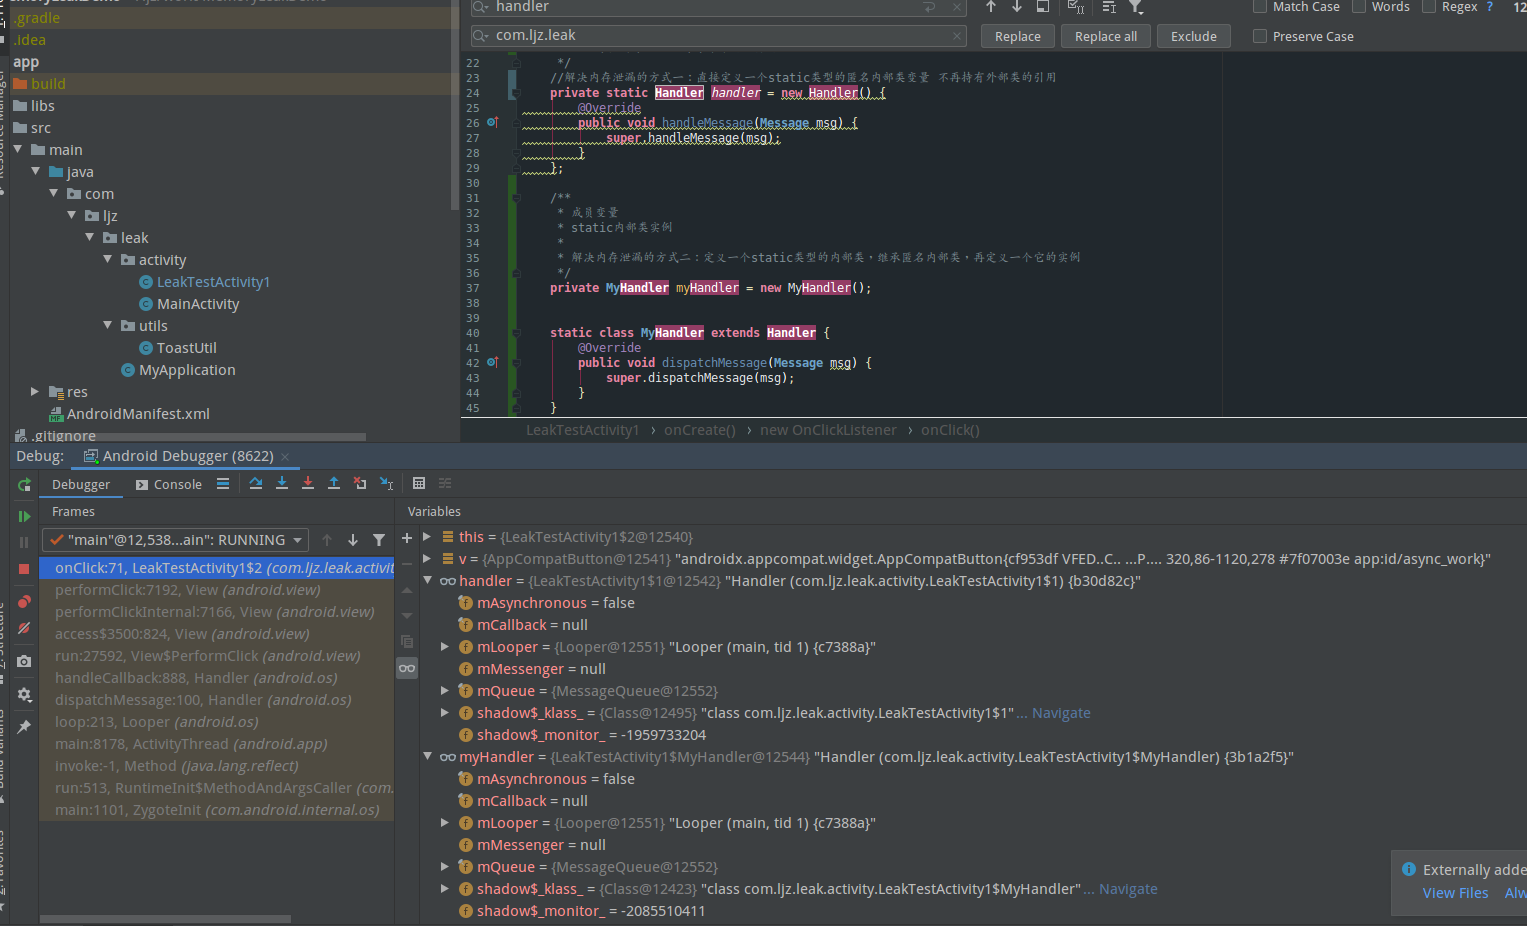 .gradle
.idea
app
build
libs
src
main
java
com
ljz
leak
activity
LeakTestActivity1
MainActivity
utils
ToastUtil
MyApplication
res
AndroidManifest.xml
.gitignore
handler
Match Case Words Regex ? 12
com.ljz.leak
Replace Replace all Exclude Preserve Case
22 */
23 //解决内存泄漏的方式一：直接定义一个static类型的匿名内部类变量 不再持有外部类的引用
24 private static Handler handler = new Handler() {
25 @Override
26 public void handleMessage(Message msg) {
27 super.handleMessage(msg);
28 }
29 };
30
31 /**
32 * 成员变量
33 * static内部类实例
34 *
35 * 解决内存泄漏的方式二：定义一个static类型的内部类，继承匿名内部类，再定义一个它的实例
36 */
37 private MyHandler myHandler = new MyHandler();
38
39
40 static class MyHandler extends Handler {
41 @Override
42 public void dispatchMessage(Message msg) {
43 super.dispatchMessage(msg);
44 }
45 }
LeakTestActivity1 › onCreate() › new OnClickListener › onClick()
Debug: Android Debugger (8622)
Debugger Console
Frames
"main"@12,538...ain": RUNNING
onClick:71, LeakTestActivity1$2 (com.ljz.leak.activit
performClick:7192, View (android.view)
performClickInternal:7166, View (android.view)
access$3500:824, View (android.view)
run:27592, View$PerformClick (android.view)
handleCallback:888, Handler (android.os)
dispatchMessage:100, Handler (android.os)
loop:213, Looper (android.os)
main:8178, ActivityThread (android.app)
invoke:-1, Method (java.lang.reflect)
run:513, RuntimeInit$MethodAndArgsCaller (com.
main:1101, ZygoteInit (com.android.internal.os)
Variables
this = {LeakTestActivity1$2@12540}
v = {AppCompatButton@12541} "androidx.appcompat.widget.AppCompatButton{cf953df VFED..C.. ...P.... 320,86-1120,278 #7f07003e app:id/async_work}"
handler = {LeakTestActivity1$1@12542} "Handler (com.ljz.leak.activity.LeakTestActivity1$1) {b30d82c}"
mAsynchronous = false
mCallback = null
mLooper = {Looper@12551} "Looper (main, tid 1) {c7388a}"
mMessenger = null
mQueue = {MessageQueue@12552}
shadow$_klass_ = {Class@12495} "class com.ljz.leak.activity.LeakTestActivity1$1"... Navigate
shadow$_monitor_ = -1959733204
myHandler = {LeakTestActivity1$MyHandler@12544} "Handler (com.ljz.leak.activity.LeakTestActivity1$MyHandler) {3b1a2f5}"
mAsynchronous = false
mCallback = null
mLooper = {Looper@12551} "Looper (main, tid 1) {c7388a}"
mMessenger = null
mQueue = {MessageQueue@12552}
shadow$_klass_ = {Class@12423} "class com.ljz.leak.activity.LeakTestActivity1$MyHandler"... Navigate
shadow$_monitor_ = -2085510411
Externally adde
View Files Alw